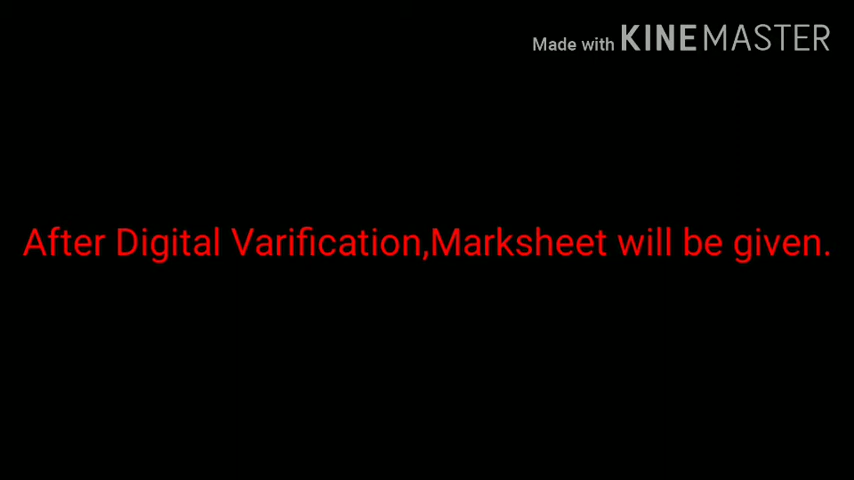 Made with KINEMASTER
After Digital Varification,Marksheet will be given.